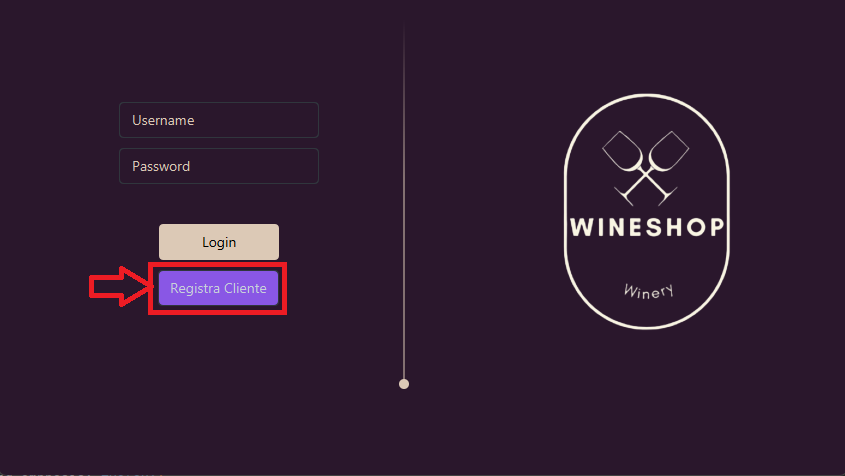 Username
Password
Login
Registra Cliente
WINESHOP
Winery